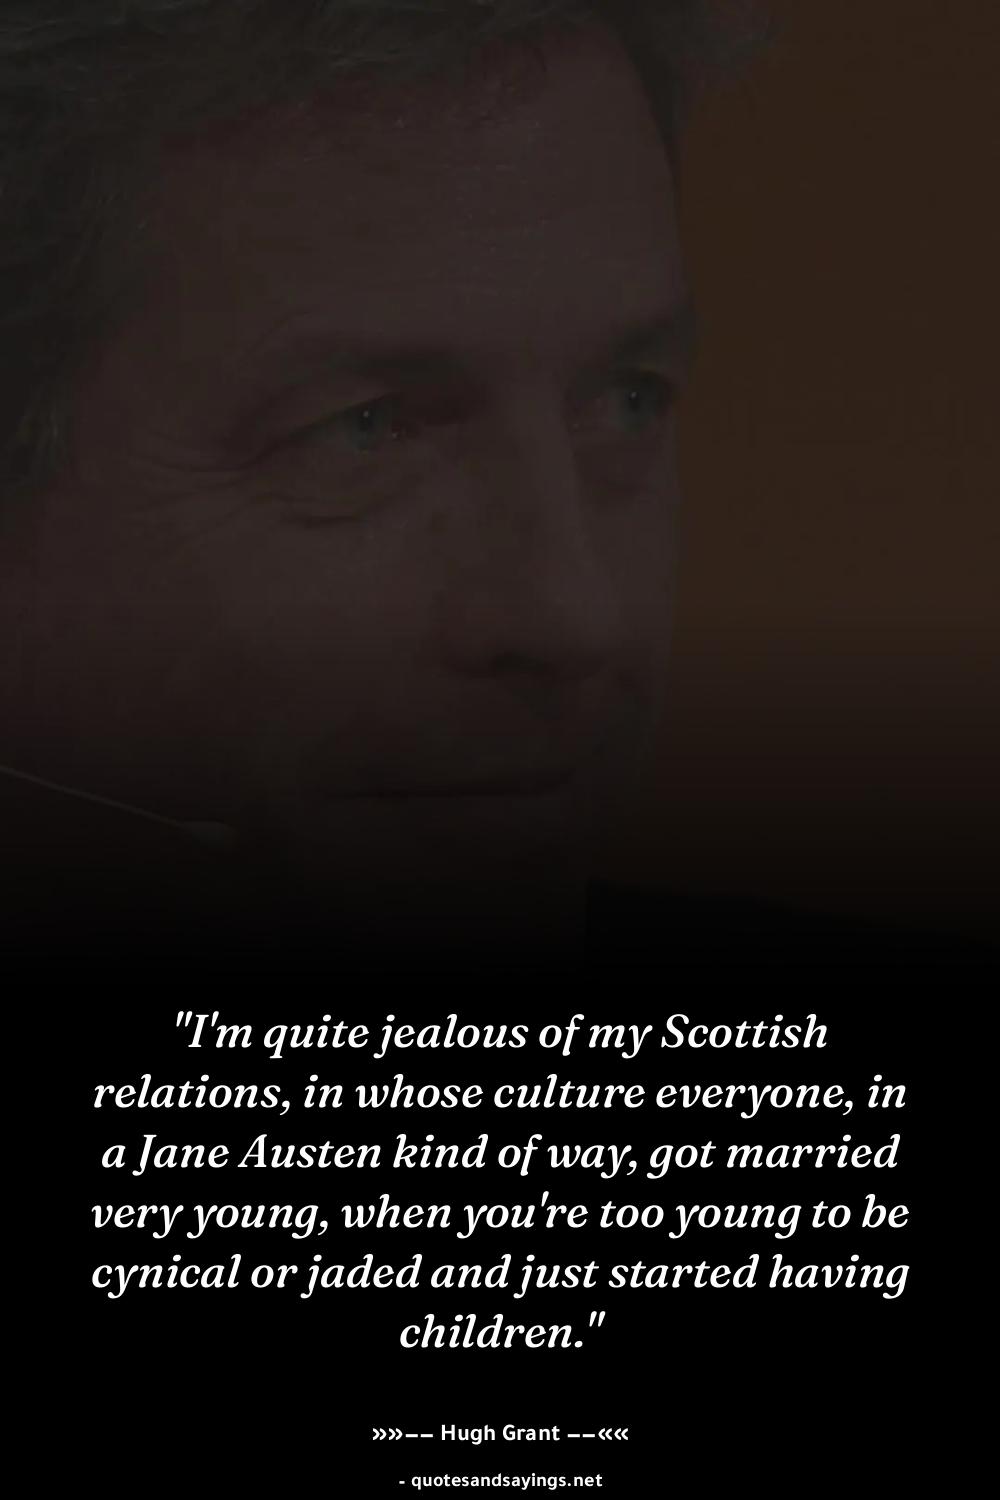 "I'm quite jealous of my Scottish
relations, in whose culture everyone, in
a Jane Austen kind of way, got married
very young, when you're too young to be
cynical or jaded and just started having
children."
»»−− Hugh Grant −−««
- quotesandsayings.net